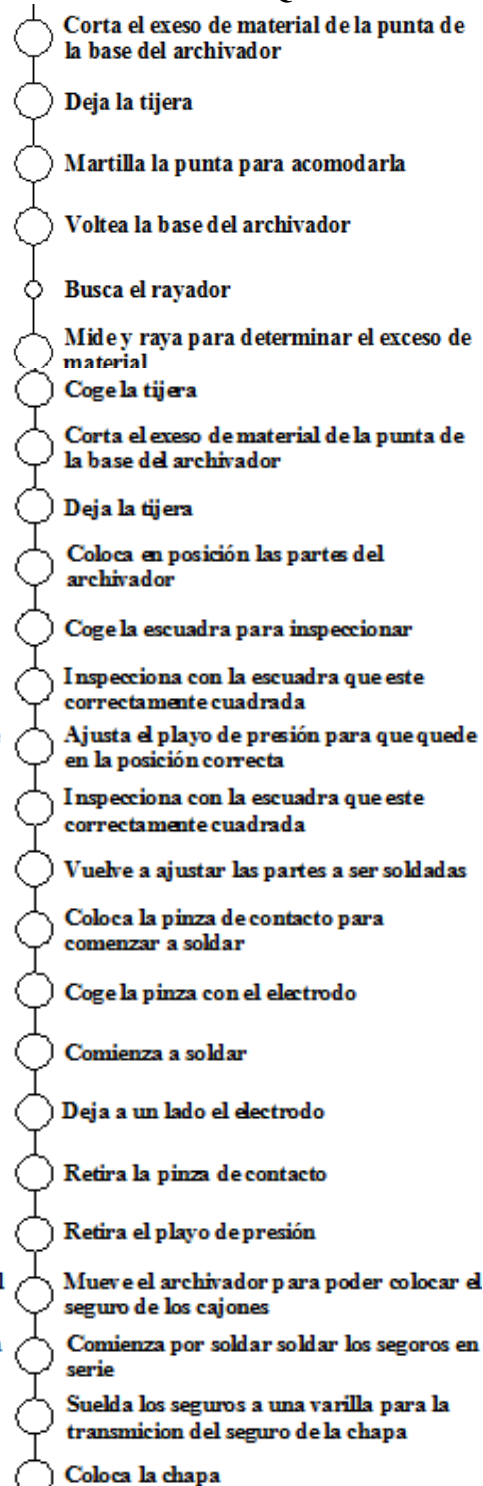 Corta el exeso de material de la punta de
la base del archivador
Deja la tijera
Martilla la punta para acomodarla
Voltea la base del archivador
Busca el rayador
Mide y raya para determinar el exceso de
material
Coge la tijera
Corta el exeso de material de la punta de
la base del archivador
Deja la tijera
Coloca en posición las partes del
archivador
Coge la escuadra para inspeccionar
Inspecciona con la escuadra que este
correctamente cuadrada
Ajusta el playo de presión para que quede
en la posición correcta
Inspecciona con la escuadra que este
correctamente cuadrada
Vuelve a ajustar las partes a ser soldadas
Coloca la pinza de contacto para
comenzar a soldar
Coge la pinza con el electrodo
Comienza a soldar
Deja a un lado el electrodo
Retira la pinza de contacto
Retira el playo de presión
Mueve el archivador para poder colocar el
seguro de los cajones
Comienza por soldar soldar los segoros en
serie
Suelda los seguros a una varilla para la
transmicion del seguro de la chapa
Coloca la chapa